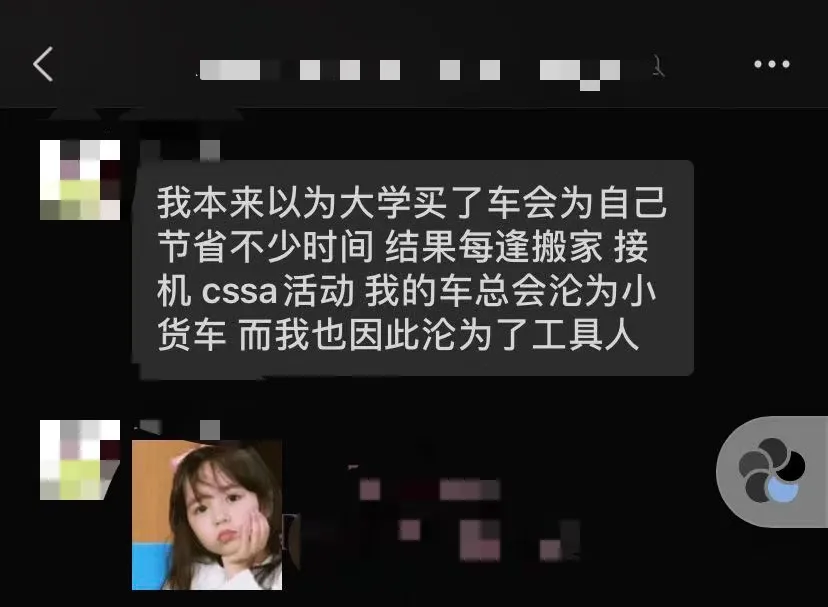 我本来以为大学买了车会为自己
节省不少时间 结果每逢搬家 接
机 cssa活动 我的车总会沦为小
货车 而我也因此沦为了工具人